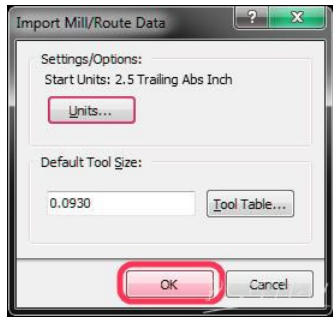 Import Mill/Route Data
Settings/Options:
Start Units: 2.5 Trailing Abs Inch
Units...
Default Tool Size:
0.0930
Tool Table...
OK
Cancel